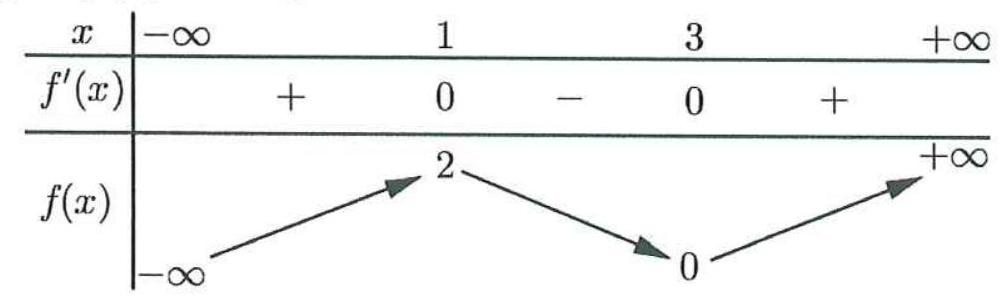 x −∞ 1 3 +∞
f′(x) + 0 − 0 +
+∞
2
f(x)
−∞ 0